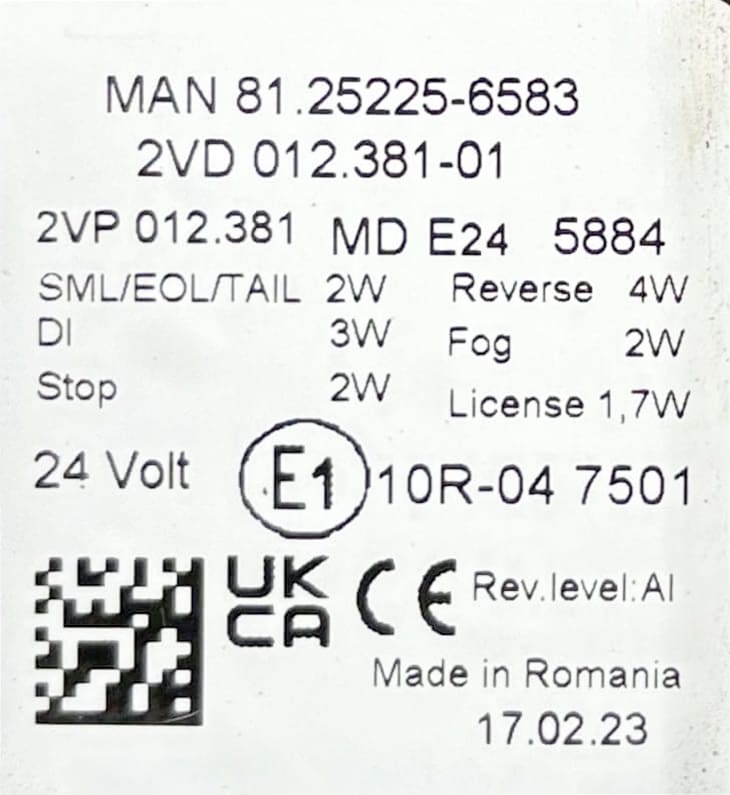 MAN 81.25225-6583
2VD 012.381-01
2VP 012.381 MD E24 5884
SML/EOL/TAIL 2W Reverse 4W
DI 3W Fog 2W
Stop 2W License 1,7W
24 Volt E1 10R-04 7501
UK CA CE Rev.level:AI
Made in Romania
17.02.23